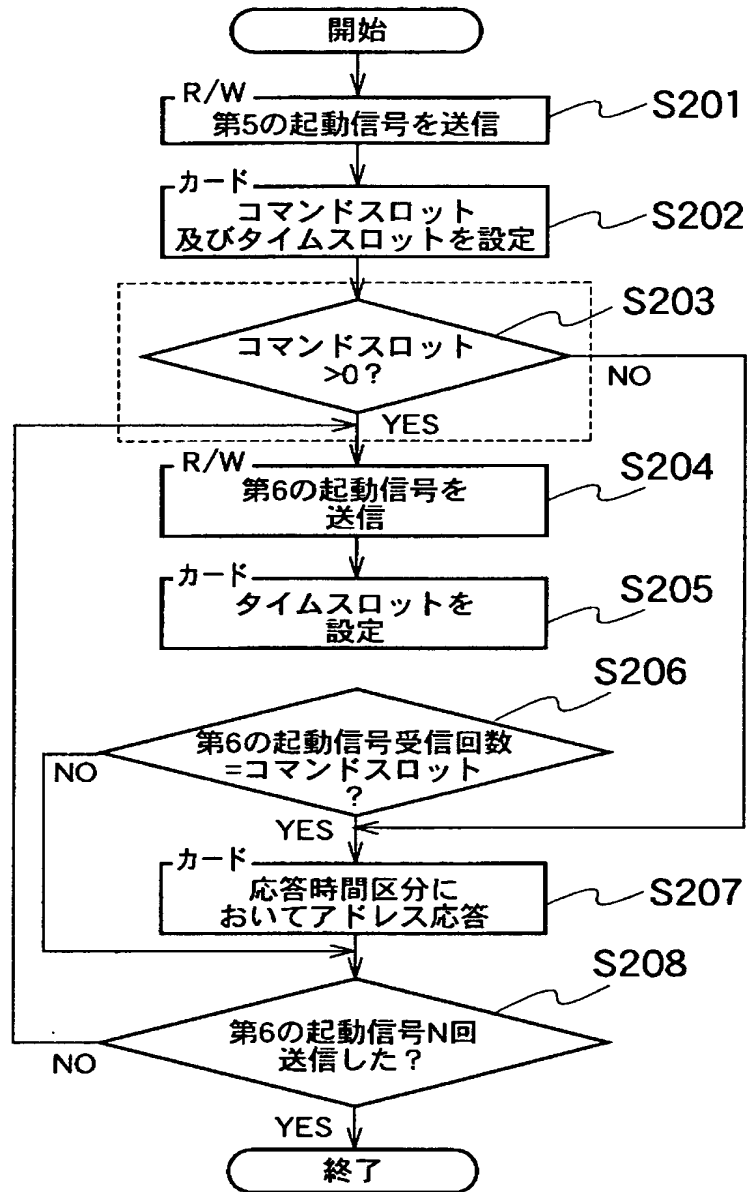 開始
R/W
第5の起動信号を送信
S201
カード
コマンドスロット
及びタイムスロットを設定
S202
コマンドスロット
>0?
S203
NO
YES
R/W
第6の起動信号を
送信
S204
カード
タイムスロットを
設定
S205
第6の起動信号受信回数
=コマンドスロット
?
S206
NO
YES
カード
応答時間区分に
おいてアドレス応答
S207
第6の起動信号N回
送信した?
S208
NO
YES
終了